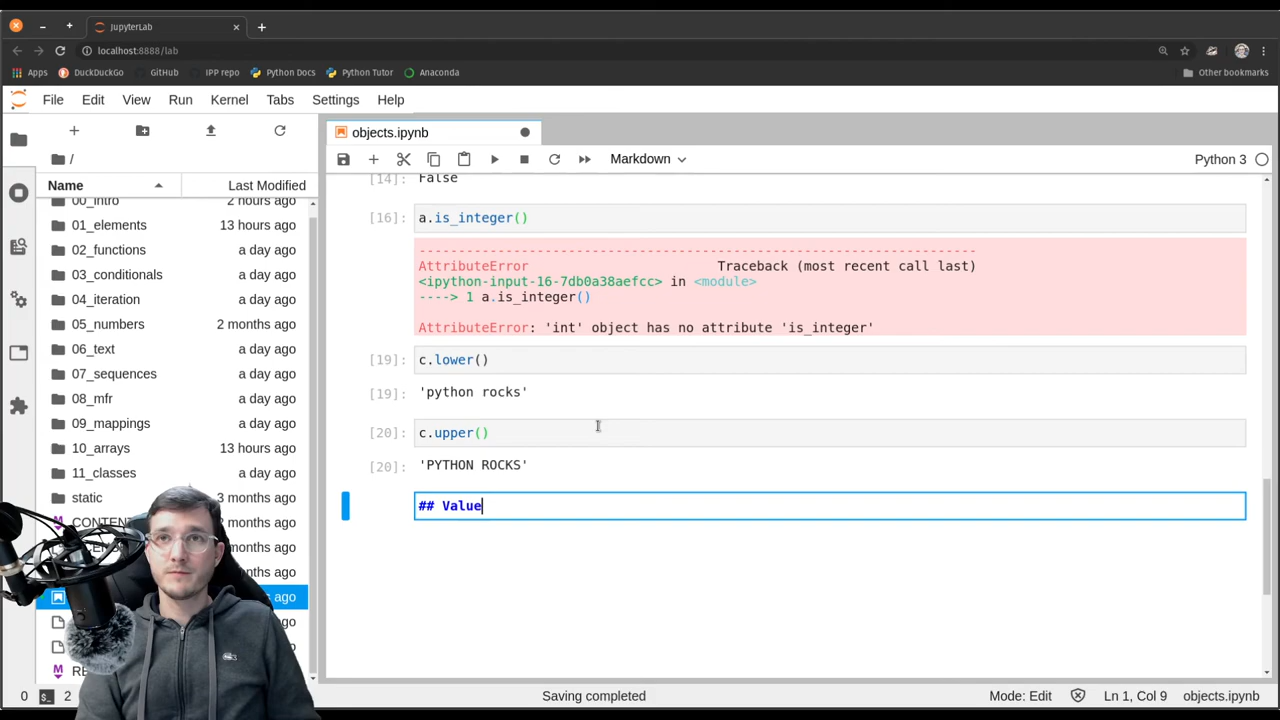 JupyterLab
localhost:8888/lab
Apps DuckDuckGo GitHub IPP repo Python Docs Python Tutor Anaconda Other bookmarks
File Edit View Run Kernel Tabs Settings Help
objects.ipynb
/
Markdown Python 3
Name Last Modified
00_intro 2 hours ago
01_elements 13 hours ago
02_functions a day ago
03_conditionals a day ago
04_iteration a day ago
05_numbers 2 months ago
06_text a day ago
07_sequences a day ago
08_mfr a day ago
09_mappings a day ago
10_arrays 13 hours ago
11_classes a day ago
static 3 months ago
months ago
months ago
months ago
ago
ago
ago
ago
[14]: False
[16]: a.is_integer()
---------------------------------------------------------------------------
AttributeError Traceback (most recent call last)
<ipython-input-16-7db0a38aefcc> in <module>
----> 1 a.is_integer()
AttributeError: 'int' object has no attribute 'is_integer'
[19]: c.lower()
[19]: 'python rocks'
[20]: c.upper()
[20]: 'PYTHON ROCKS'
## Value
0 $_ 2 Saving completed Mode: Edit Ln 1, Col 9 objects.ipynb